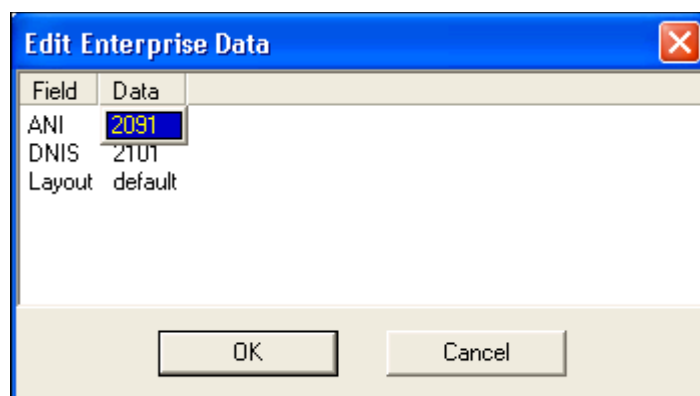 Edit Enterprise Data
Field Data
ANI 2091
DNIS 2101
Layout default
OK Cancel